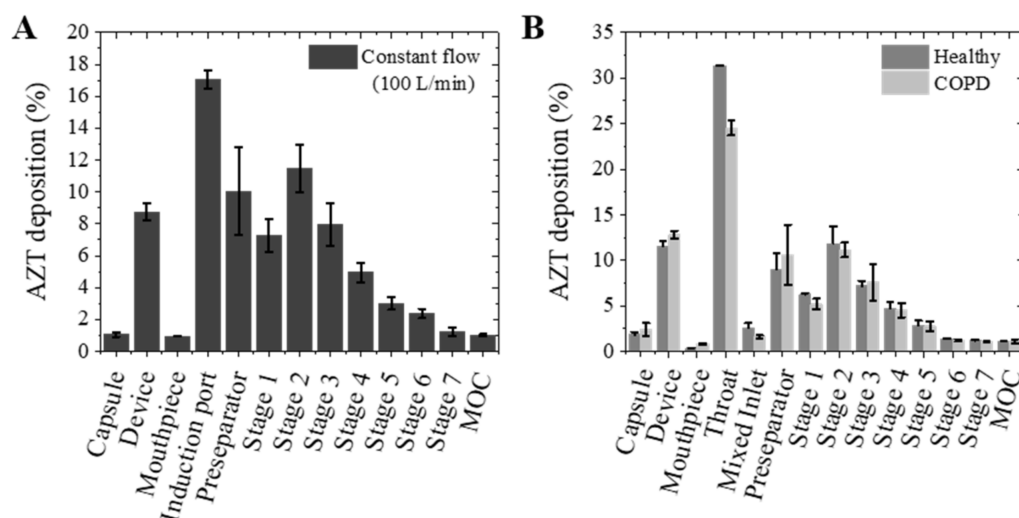 A
AZT deposition (%)
20
18
16
14
12
10
8
6
4
2
0
Constant flow
(100 L/min)
Capsule
Device
Mouthpiece
Induction port
Preseparator
Stage 1
Stage 2
Stage 3
Stage 4
Stage 5
Stage 6
Stage 7
MOC
B
AZT deposition (%)
35
30
25
20
15
10
5
0
Healthy
COPD
Capsule
Device
Mouthpiece
Throat
Mixed Inlet
Preseparator
Stage 1
Stage 2
Stage 3
Stage 4
Stage 5
Stage 6
Stage 7
MOC